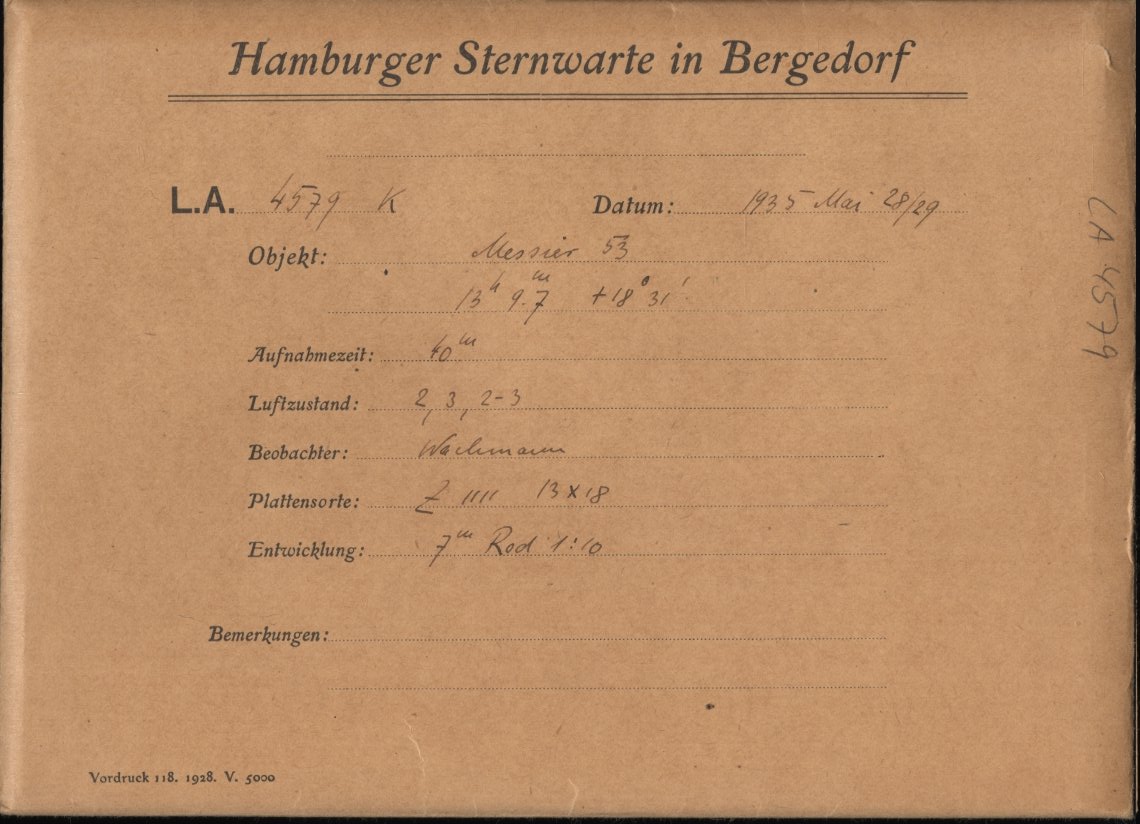 Hamburger Sternwarte in Bergedorf
L.A. 4579 K Datum: 1935 Mai 28/29
Objekt: Messier 53
13h 9.7m +18° 31'
Aufnahmezeit: 40m
Luftzustand: 2, 3, 2-3
Beobachter: Wachmann
Plattensorte: Z //// 13x18
Entwicklung: 7m Rod 1:10
Bemerkungen:
Vordruck 118. 1928. V. 5000
LA 4579